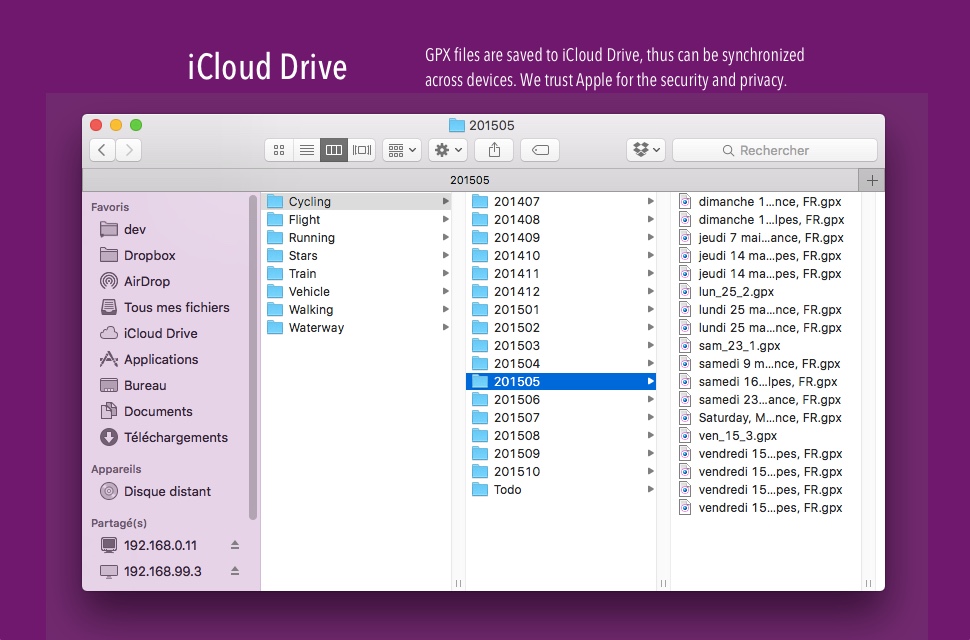 iCloud Drive
GPX files are saved to iCloud Drive, thus can be synchronized
across devices. We trust Apple for the security and privacy.
201505
Rechercher
201505
Favoris
dev
Dropbox
AirDrop
Tous mes fichiers
iCloud Drive
Applications
Bureau
Documents
Téléchargements
Appareils
Disque distant
Partagé(s)
192.168.0.11
192.168.99.3
Cycling
Flight
Running
Stars
Train
Vehicle
Walking
Waterway
201407
201408
201409
201410
201411
201412
201501
201502
201503
201504
201505
201506
201507
201508
201509
201510
Todo
dimanche 1...nce, FR.gpx
dimanche 1...lpes, FR.gpx
jeudi 7 mai...ance, FR.gpx
jeudi 14 ma...pes, FR.gpx
jeudi 14 ma...pes, FR.gpx
lun_25_2.gpx
lundi 25 ma...nce, FR.gpx
lundi 25 ma...nce, FR.gpx
sam_23_1.gpx
samedi 9 m...nce, FR.gpx
samedi 16...lpes, FR.gpx
samedi 23...ance, FR.gpx
Saturday, M...nce, FR.gpx
ven_15_3.gpx
vendredi 15...pes, FR.gpx
vendredi 15...pes, FR.gpx
vendredi 15...pes, FR.gpx
vendredi 15...pes, FR.gpx